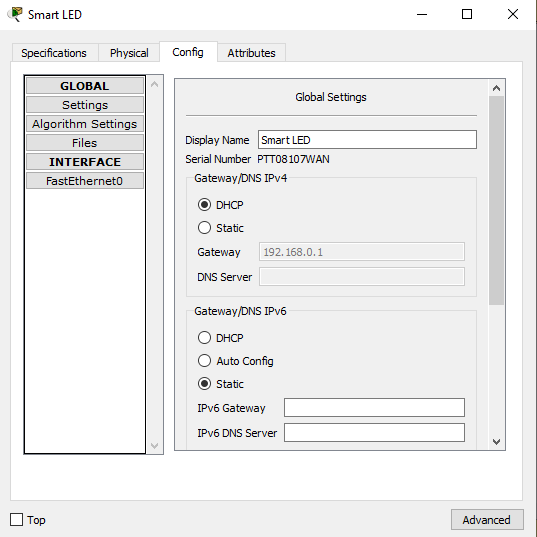 Smart LED
Specifications Physical Config Attributes
GLOBAL
Settings
Algorithm Settings
Files
INTERFACE
FastEthernet0
Global Settings
Display Name Smart LED
Serial Number PTT08107WAN
Gateway/DNS IPv4
DHCP
Static
Gateway 192.168.0.1
DNS Server
Gateway/DNS IPv6
DHCP
Auto Config
Static
IPv6 Gateway
IPv6 DNS Server
Top
Advanced